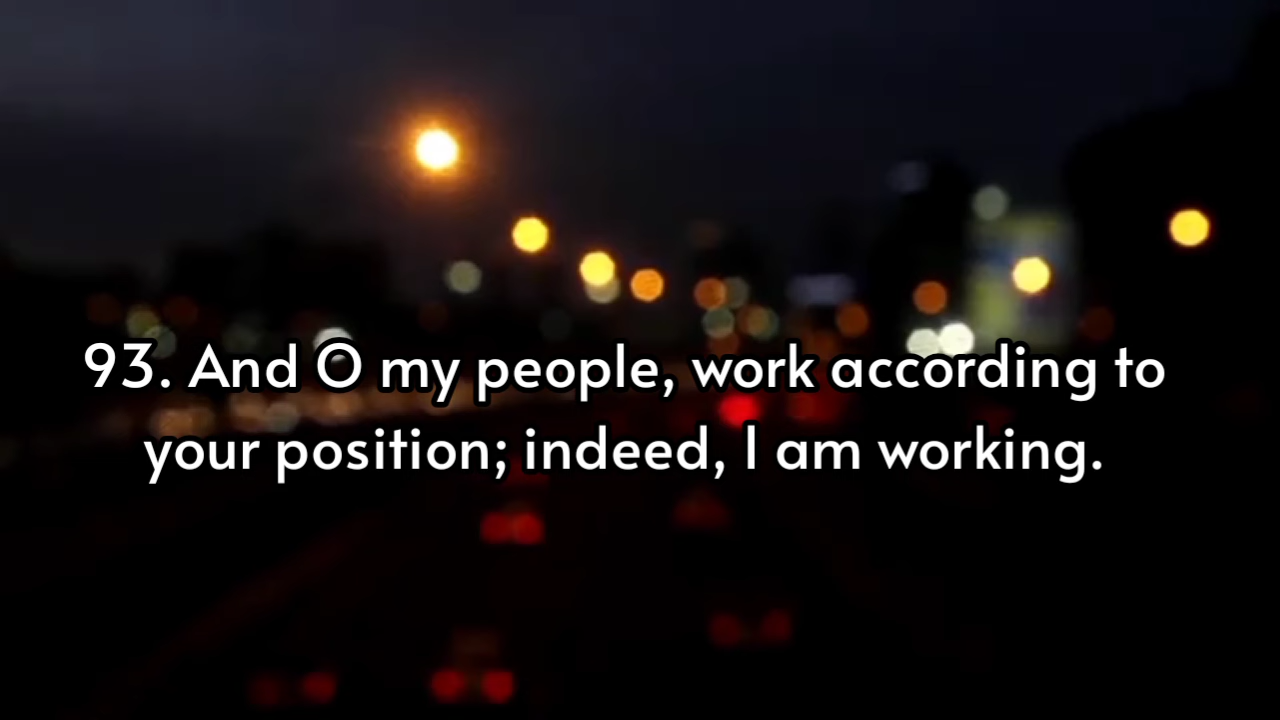 93. And O my people, work according to
your position; indeed, I am working.